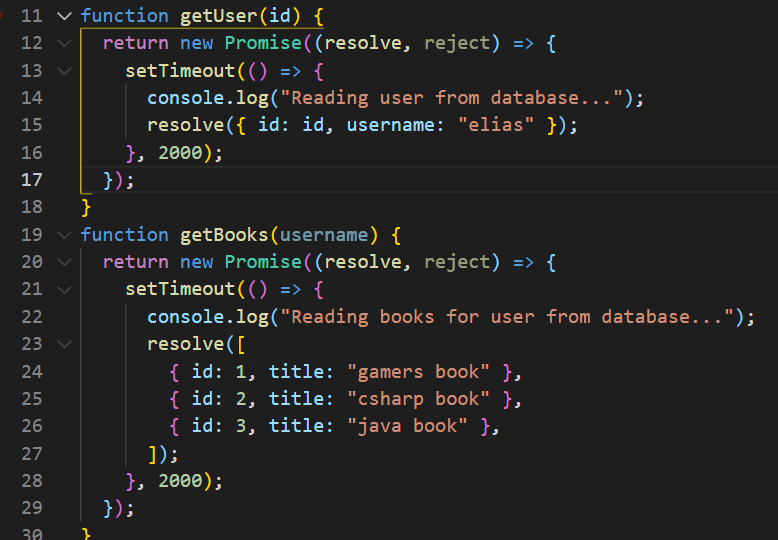 11 function getUser(id) {
12   return new Promise((resolve, reject) => {
13     setTimeout(() => {
14       console.log("Reading user from database...");
15       resolve({ id: id, username: "elias" });
16     }, 2000);
17   });
18 }
19 function getBooks(username) {
20   return new Promise((resolve, reject) => {
21     setTimeout(() => {
22       console.log("Reading books for user from database...");
23       resolve([
24         { id: 1, title: "gamers book" },
25         { id: 2, title: "csharp book" },
26         { id: 3, title: "java book" },
27       ]);
28     }, 2000);
29   });
30 }